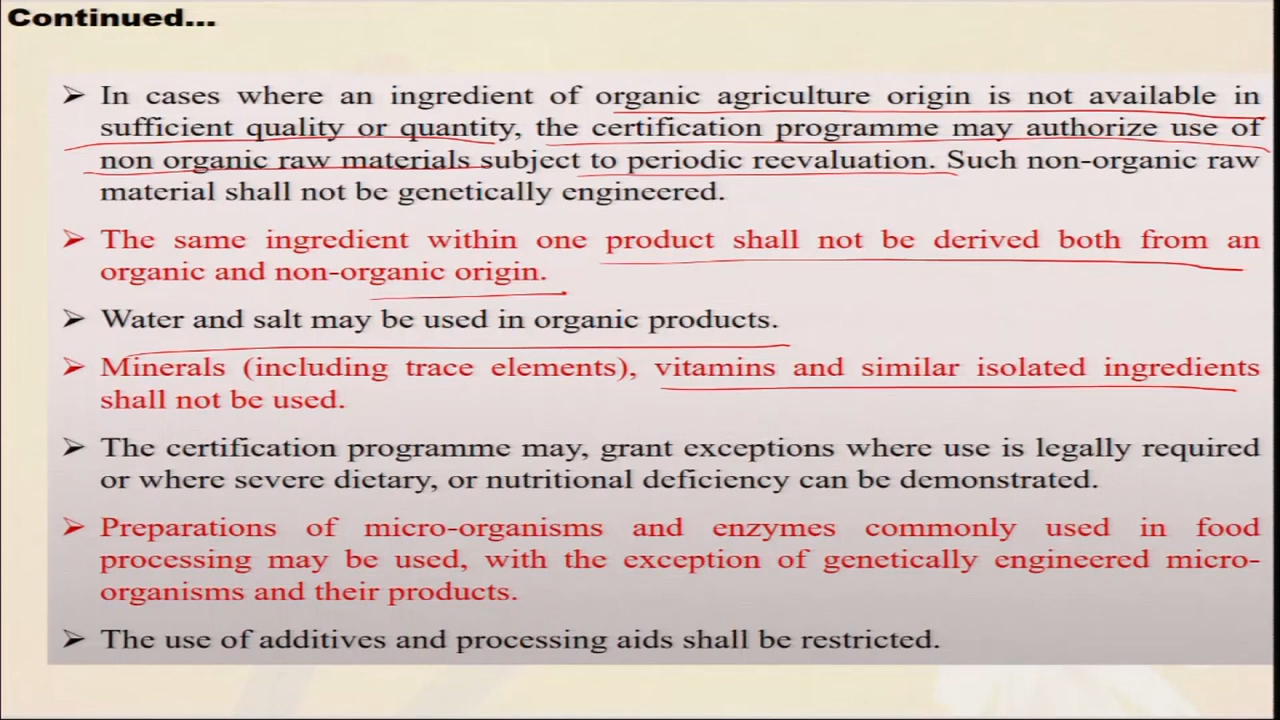 Continued...
➢ In cases where an ingredient of organic agriculture origin is not available in
sufficient quality or quantity, the certification programme may authorize use of
non organic raw materials subject to periodic reevaluation. Such non-organic raw
material shall not be genetically engineered.
➢ The same ingredient within one product shall not be derived both from an
organic and non-organic origin.
➢ Water and salt may be used in organic products.
➢ Minerals (including trace elements), vitamins and similar isolated ingredients
shall not be used.
➢ The certification programme may, grant exceptions where use is legally required
or where severe dietary, or nutritional deficiency can be demonstrated.
➢ Preparations of micro-organisms and enzymes commonly used in food
processing may be used, with the exception of genetically engineered micro-
organisms and their products.
➢ The use of additives and processing aids shall be restricted.